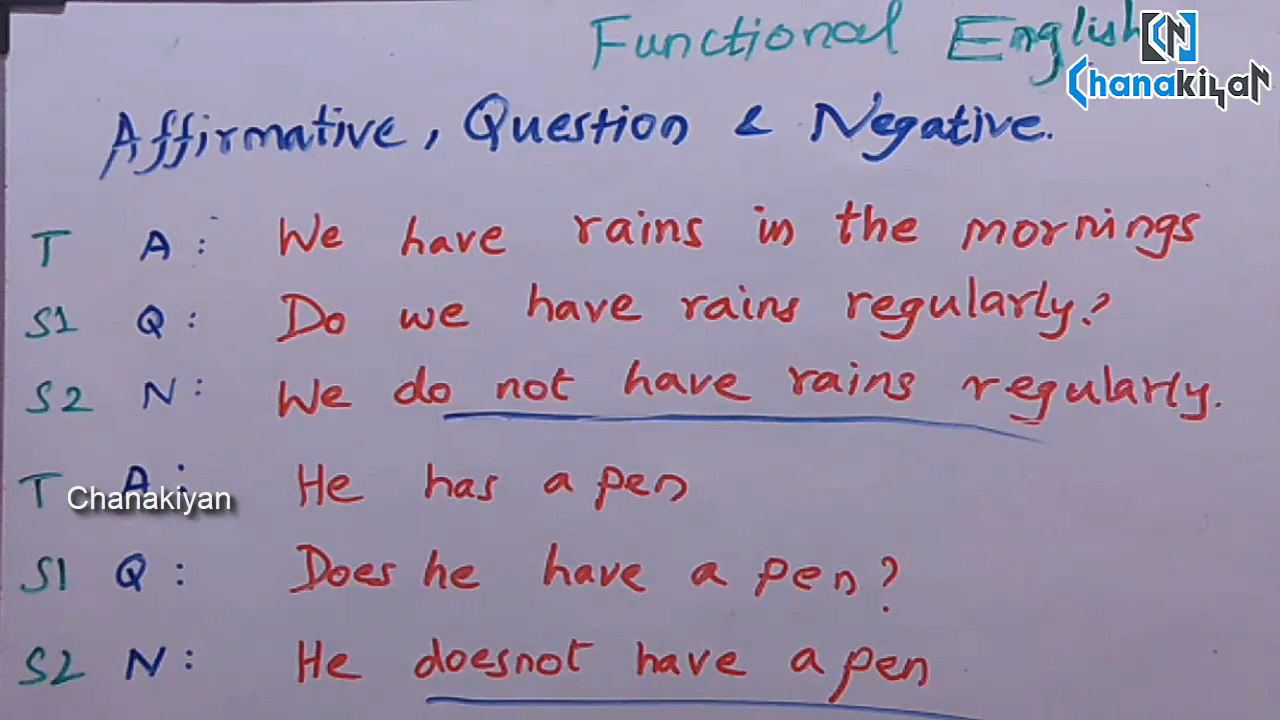 Functional English
CN
Chanakiyan
Affirmative, Question & Negative.
T A: We have rains in the mornings
S1 Q: Do we have rains regularly?
S2 N: We do not have rains regularly.
T A: He has a pen
Chanakiyan
S1 Q: Does he have a pen?
S2 N: He doesnot have a pen